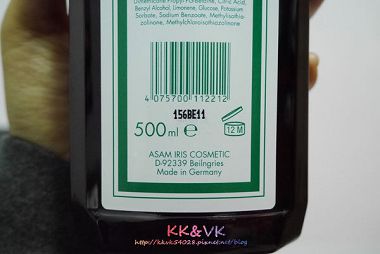 Dimethicone Propyl PG-Betaine, Citric Acid,
Benzyl Alcohol, Limonene, Glucose, Potassium
Sorbate, Sodium Benzoate, Methylisothia-
zolinone, Methylchloroisothiazolinone
4 075700 112212
156BE11
500ml e
12 M
ASAM IRIS COSMETIC
D-92339 Beilngries
Made in Germany
KK&VK
http://kkvk54028.pixnet.net/blog